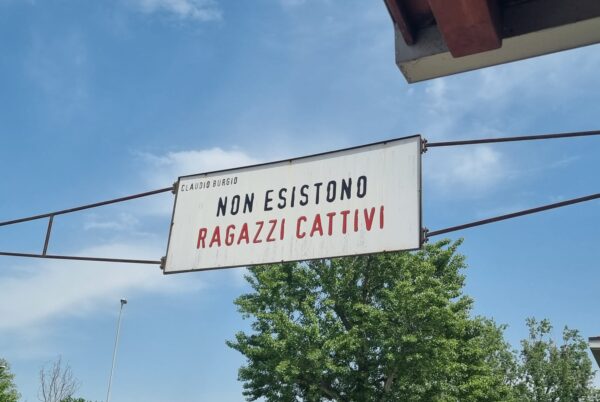 CLAUDIO BURGIO
NON ESISTONO
RAGAZZI CATTIVI